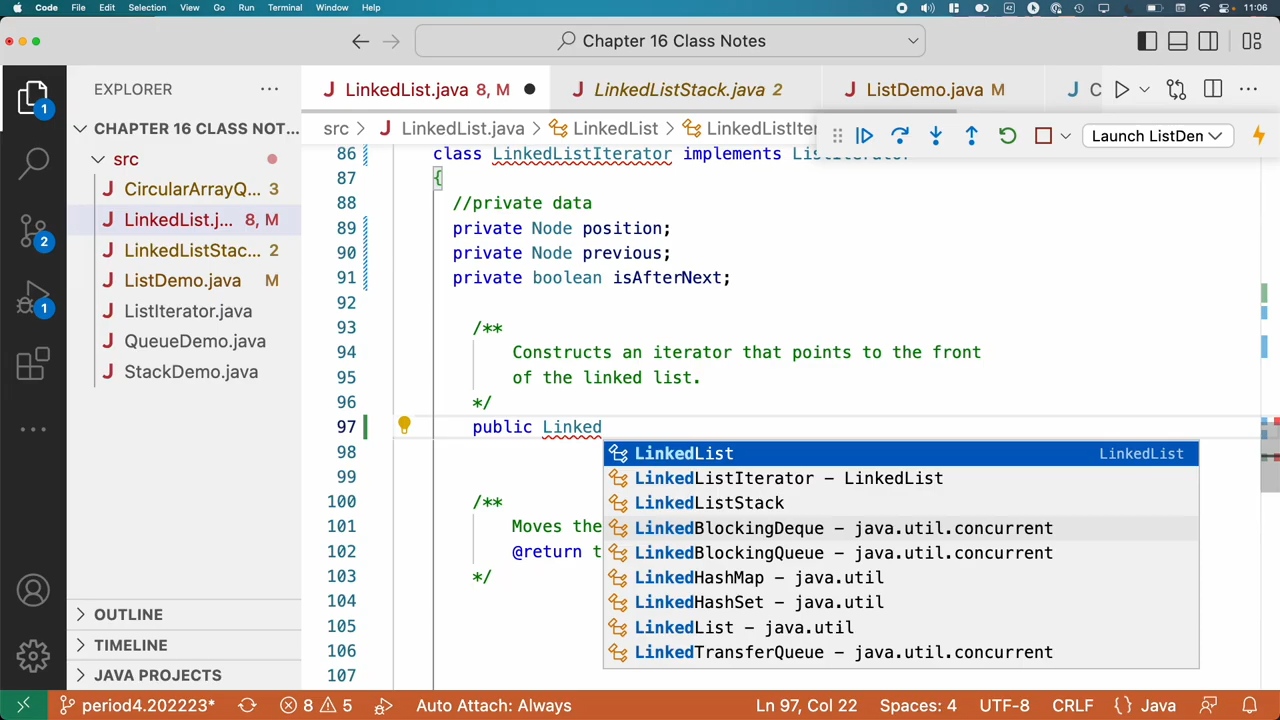 Code File Edit Selection View Go Run Terminal Window Help 11:06
Chapter 16 Class Notes
EXPLORER
LinkedList.java 8, M LinkedListStack.java 2 ListDemo.java M C
CHAPTER 16 CLASS NOT...
src > LinkedList.java > LinkedList > LinkedListIter
Launch ListDen
src
CircularArrayQ... 3
LinkedList.j... 8, M
LinkedListStac... 2
ListDemo.java M
ListIterator.java
QueueDemo.java
StackDemo.java
1
2
1
86 class LinkedListIterator implements ListIterator
87 {
88 //private data
89 private Node position;
90 private Node previous;
91 private boolean isAfterNext;
92
93 /**
94 Constructs an iterator that points to the front
95 of the linked list.
96 */
97 public Linked
98
99
100 /**
101 Moves the
102 @return t
103 */
104
105
106
107
LinkedList LinkedList
LinkedListIterator – LinkedList
LinkedListStack
LinkedBlockingDeque – java.util.concurrent
LinkedBlockingQueue – java.util.concurrent
LinkedHashMap – java.util
LinkedHashSet – java.util
LinkedList – java.util
LinkedTransferQueue – java.util.concurrent
OUTLINE
TIMELINE
JAVA PROJECTS
period4.202223* 8 5 Auto Attach: Always Ln 97, Col 22 Spaces: 4 UTF-8 CRLF {} Java